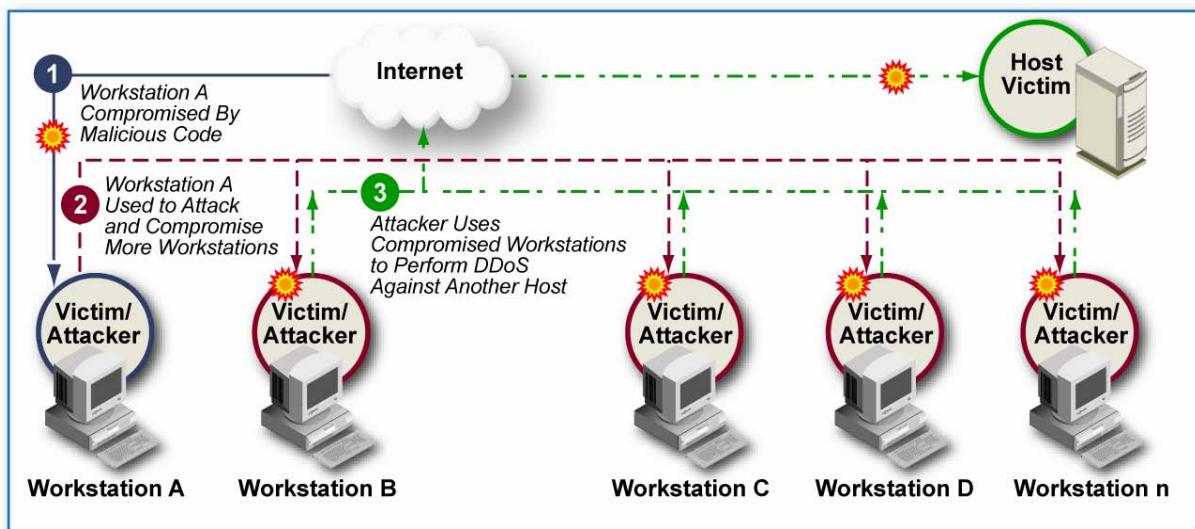 1
Workstation A
Compromised By
Malicious Code
Internet
Host
Victim
2
Workstation A
Used to Attack
and Compromise
More Workstations
3
Attacker Uses
Compromised Workstations
to Perform DDoS
Against Another Host
Victim/
Attacker
Victim/
Attacker
Victim/
Attacker
Victim/
Attacker
Victim/
Attacker
Workstation A
Workstation B
Workstation C
Workstation D
Workstation n